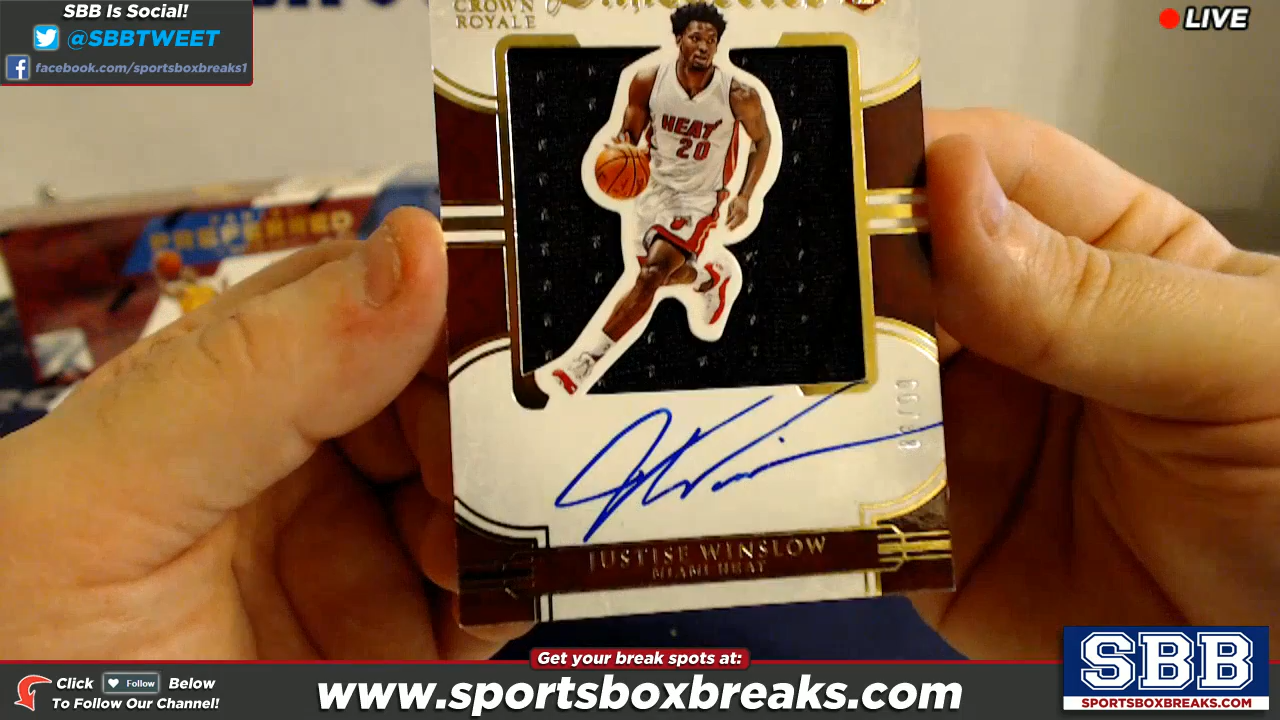 SBB Is Social!
@SBBTWEET
facebook.com/sportsboxbreaks1
LIVE
CROWN
ROYALE
PREFERRED
HEAT
20
JUSTISE WINSLOW
MIAMI HEAT
Get your break spots at:
Click Follow Below
To Follow Our Channel!
www.sportsboxbreaks.com
SBB
SPORTSBOXBREAKS.COM